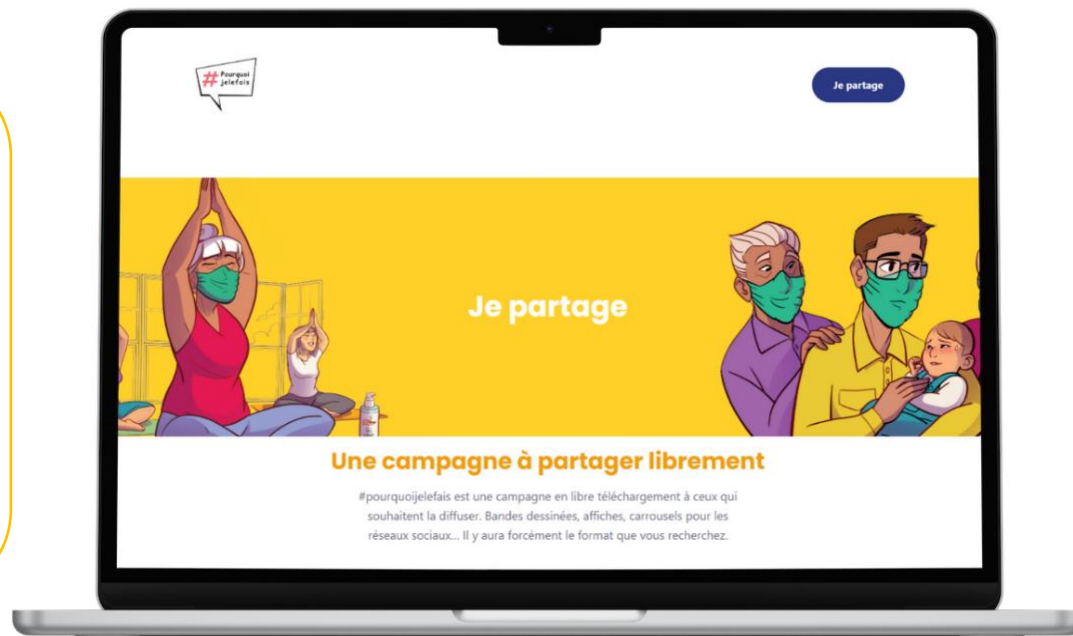 # Pourquoi
jelefais
Je partage
Je partage
Une campagne à partager librement
#pourquoijelefais est une campagne en libre téléchargement à ceux qui
souhaitent la diffuser. Bandes dessinées, affiches, carrousels pour les
réseaux sociaux... Il y aura forcément le format que vous recherchez.